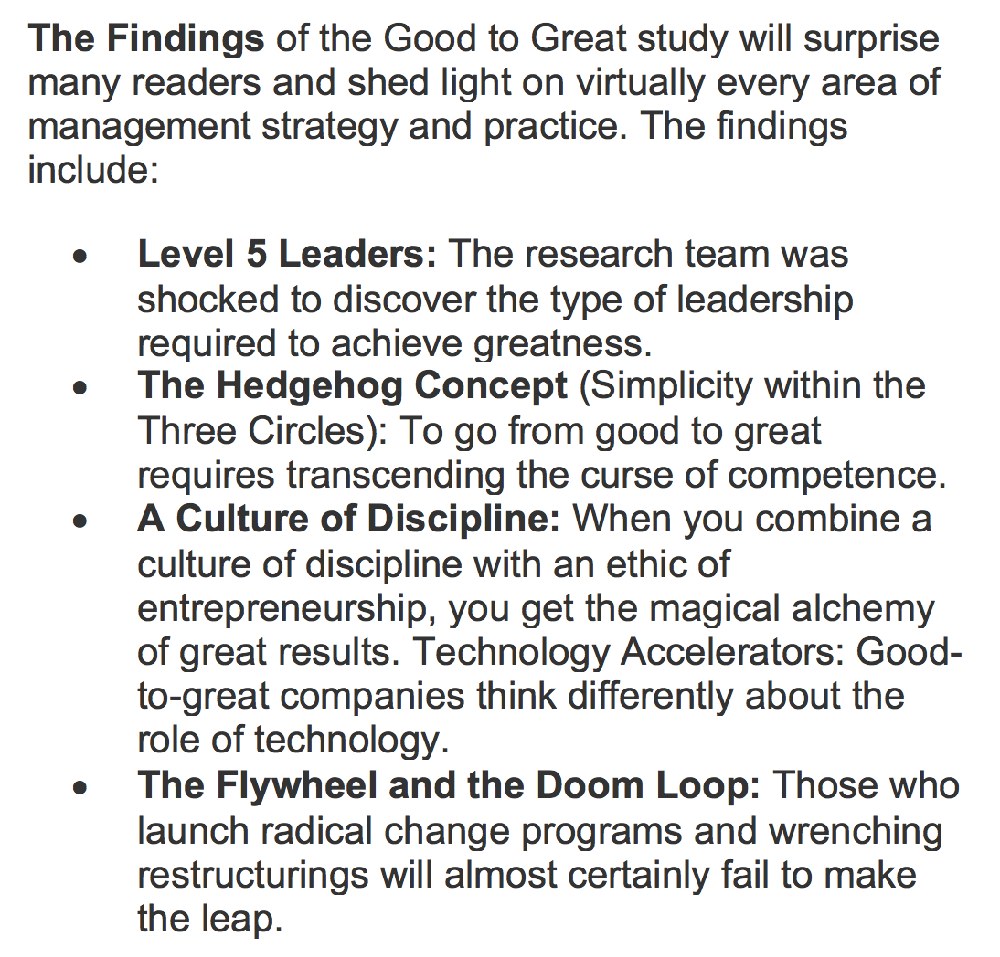 The Findings of the Good to Great study will surprise
many readers and shed light on virtually every area of
management strategy and practice. The findings
include:
• Level 5 Leaders: The research team was
shocked to discover the type of leadership
required to achieve greatness.
• The Hedgehog Concept (Simplicity within the
Three Circles): To go from good to great
requires transcending the curse of competence.
• A Culture of Discipline: When you combine a
culture of discipline with an ethic of
entrepreneurship, you get the magical alchemy
of great results. Technology Accelerators: Good-
to-great companies think differently about the
role of technology.
• The Flywheel and the Doom Loop: Those who
launch radical change programs and wrenching
restructurings will almost certainly fail to make
the leap.